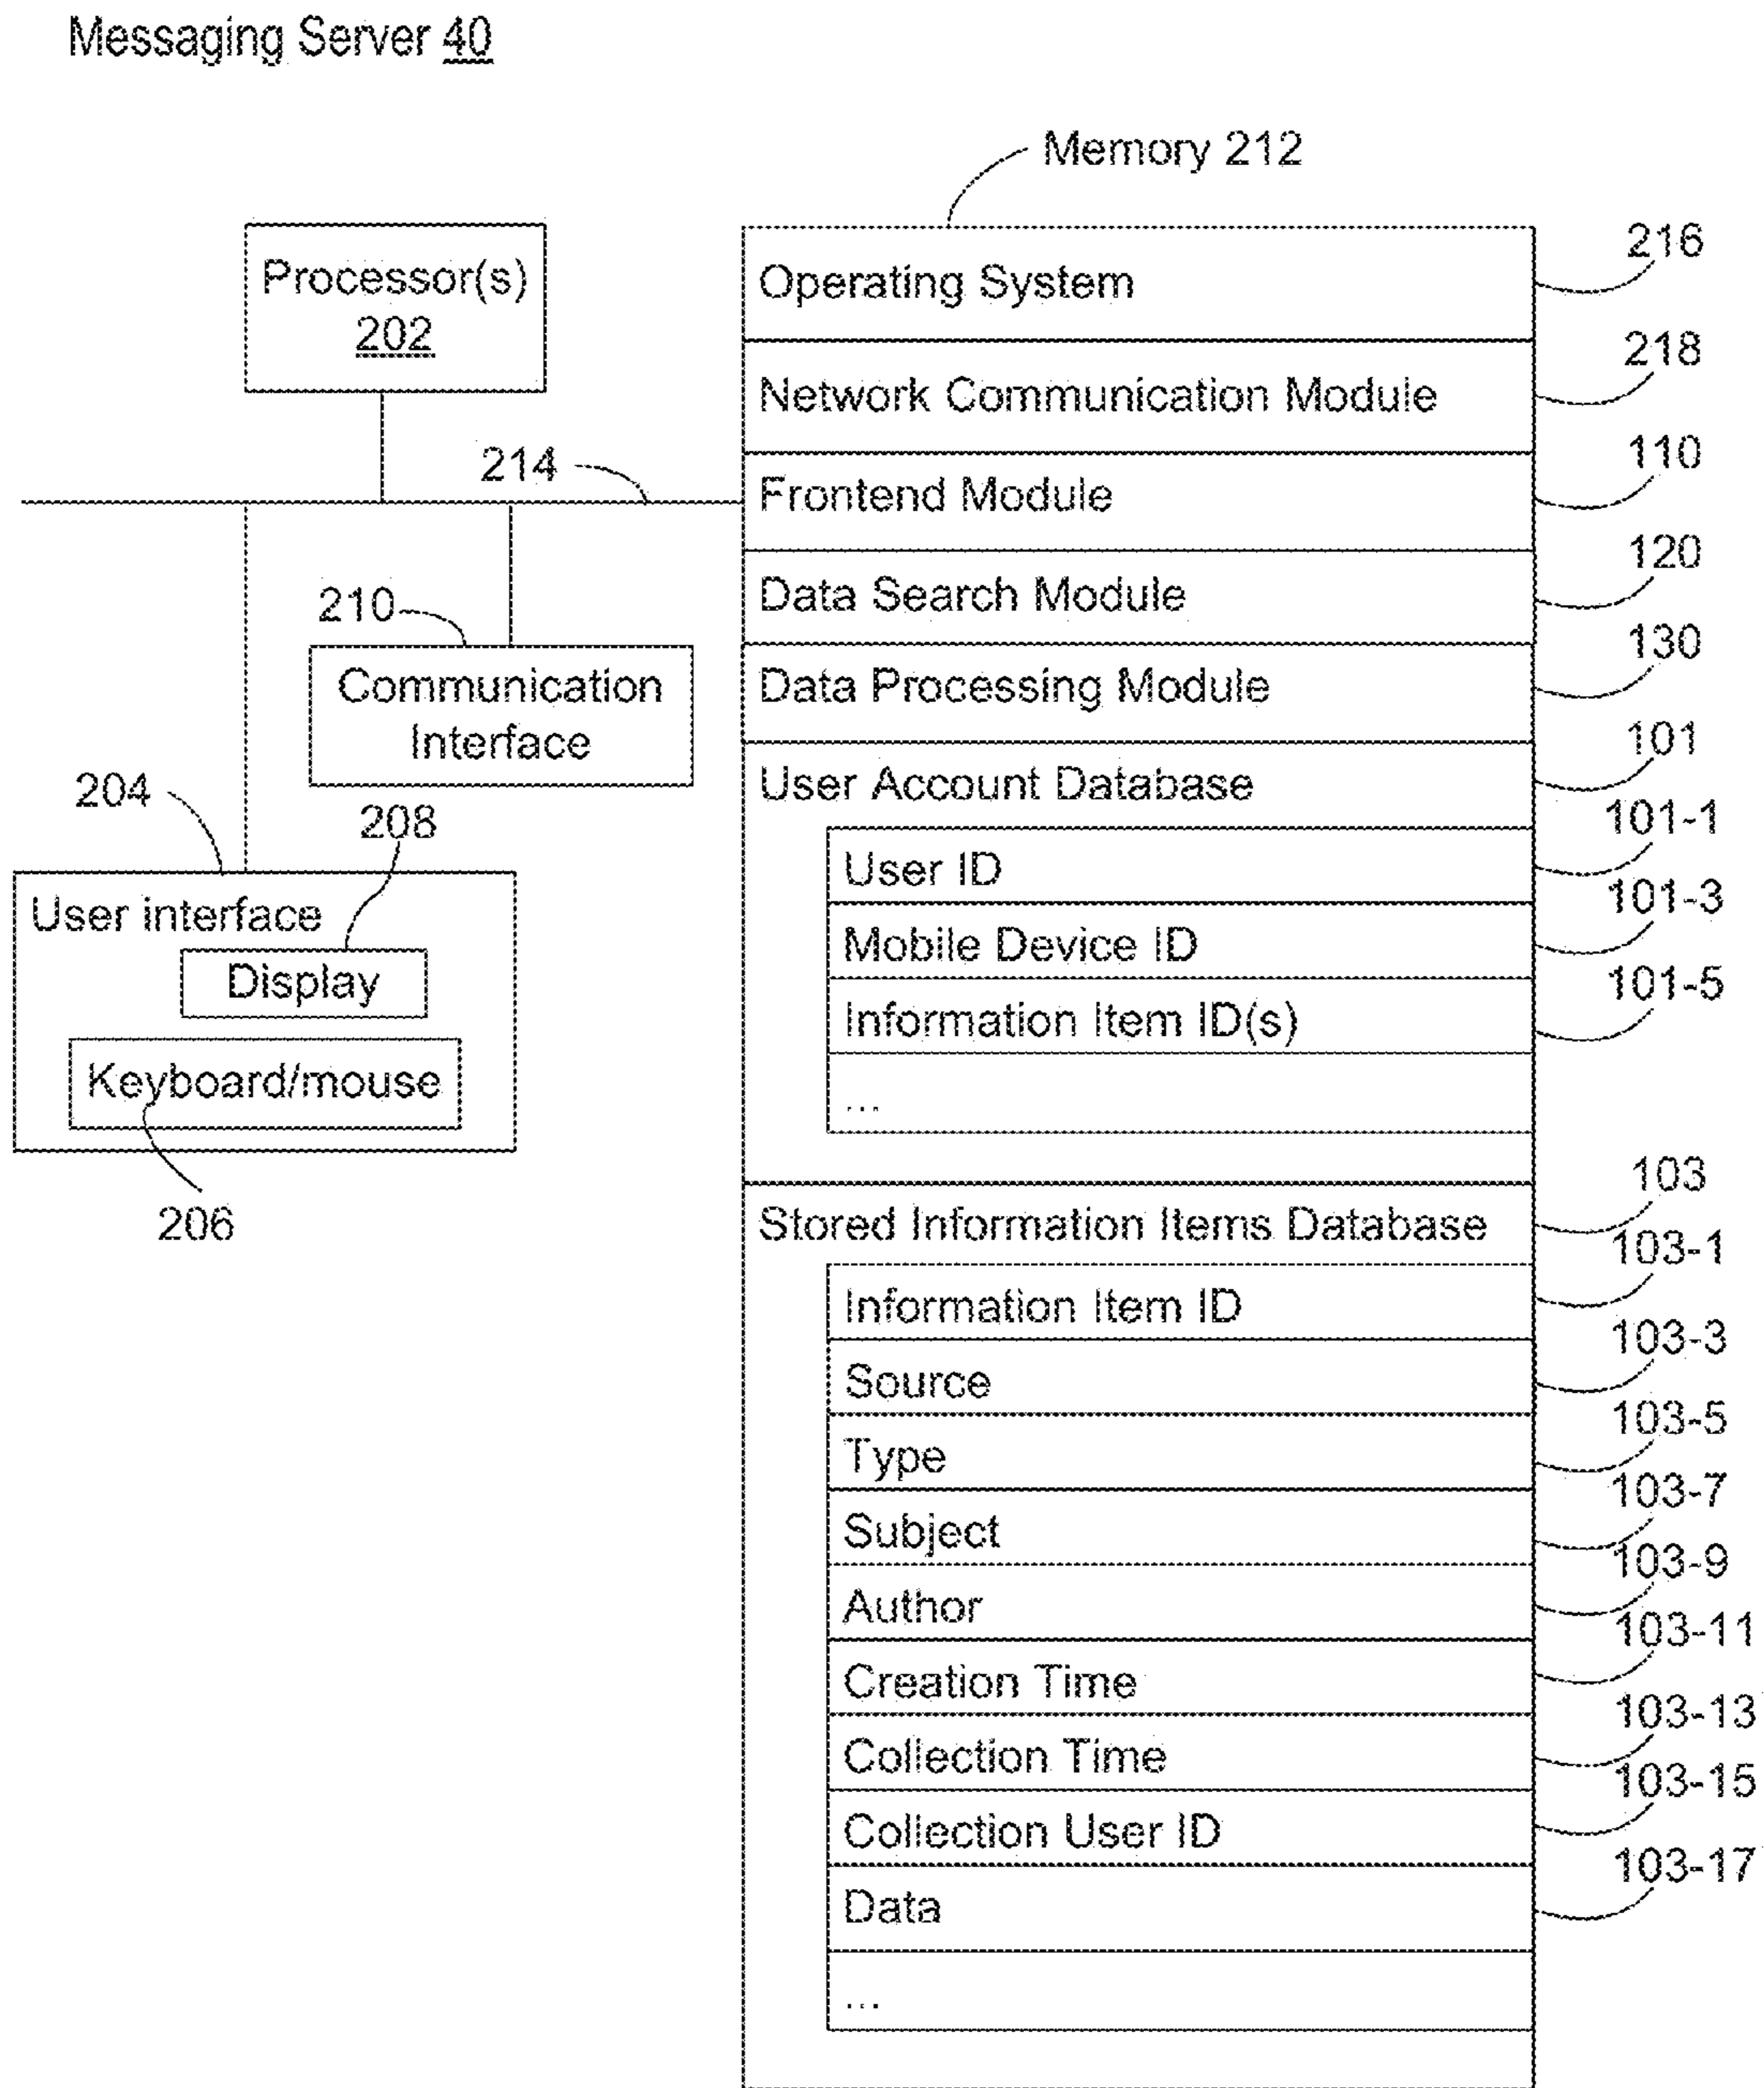 Messaging Server 40
Memory 212
Processor(s)
202
214
210
Communication
Interface
204
208
User interface
Display
Keyboard/mouse
206
Operating System
216
Network Communication Module
218
Frontend Module
110
Data Search Module
120
Data Processing Module
130
User Account Database
101
User ID
101-1
Mobile Device ID
101-3
Information Item ID(s)
101-5
...
Stored Information Items Database
103
Information Item ID
103-1
Source
103-3
Type
103-5
Subject
103-7
Author
103-9
Creation Time
103-11
Collection Time
103-13
Collection User ID
103-15
Data
103-17
...